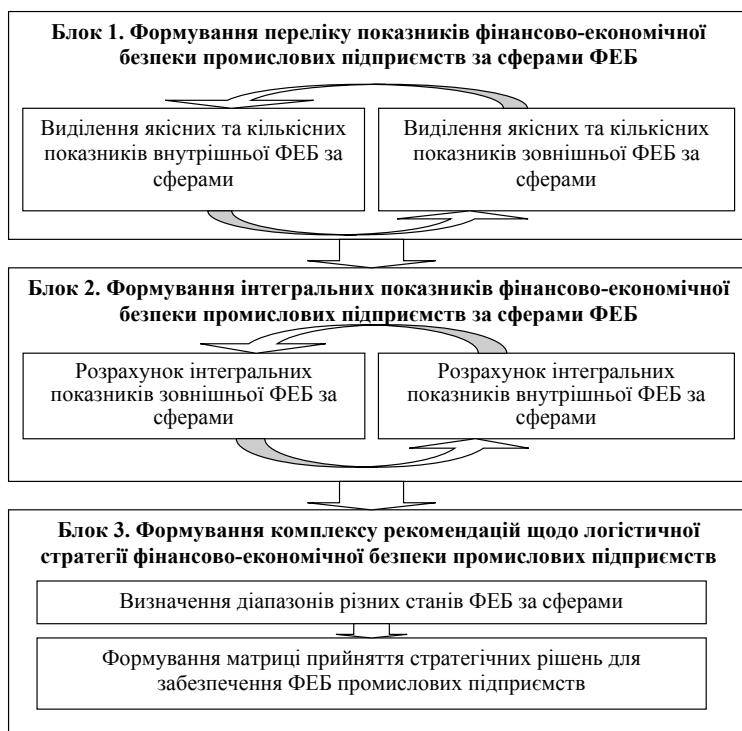 Блок 1. Формування переліку показників фінансово-економічної
безпеки промислових підприємств за сферами ФЕБ
Виділення якісних та кількісних
показників внутрішньої ФЕБ за
сферами
Виділення якісних та кількісних
показників зовнішньої ФЕБ за
сферами
Блок 2. Формування інтегральних показників фінансово-економічної
безпеки промислових підприємств за сферами ФЕБ
Розрахунок інтегральних
показників зовнішньої ФЕБ за
сферами
Розрахунок інтегральних
показників внутрішньої ФЕБ за
сферами
Блок 3. Формування комплексу рекомендацій щодо логістичної
стратегії фінансово-економічної безпеки промислових підприємств
Визначення діапазонів різних станів ФЕБ за сферами
Формування матриці прийняття стратегічних рішень для
забезпечення ФЕБ промислових підприємств